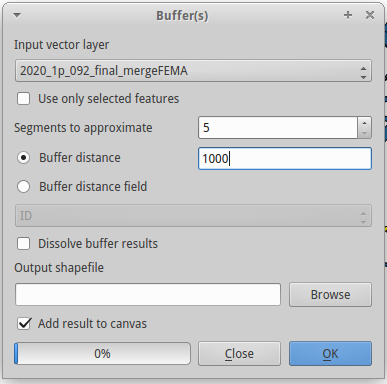 Buffer(s)
Input vector layer
2020_1p_092_final_mergeFEMA
Use only selected features
Segments to approximate 5
Buffer distance 1000
Buffer distance field
ID
Dissolve buffer results
Output shapefile
Browse
Add result to canvas
0% Close OK